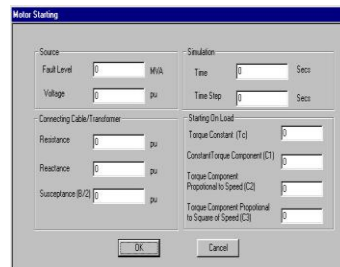 Motor Starting
Source
Fault Level 0 MVA
Voltage 0 pu
Simulation
Time 0 Secs
Time Step 0 Secs
Connecting Cable/Transformer
Resistance 0 pu
Reactance 0 pu
Susceptance (B/2) 0 pu
Starting On Load
Torque Constant (Tc) 0
ConstantTorque Component (C1) 0
Torque Component
Propotional to Speed (C2) 0
Torque Component Propotional
to Square of Speed (C3) 0
OK Cancel